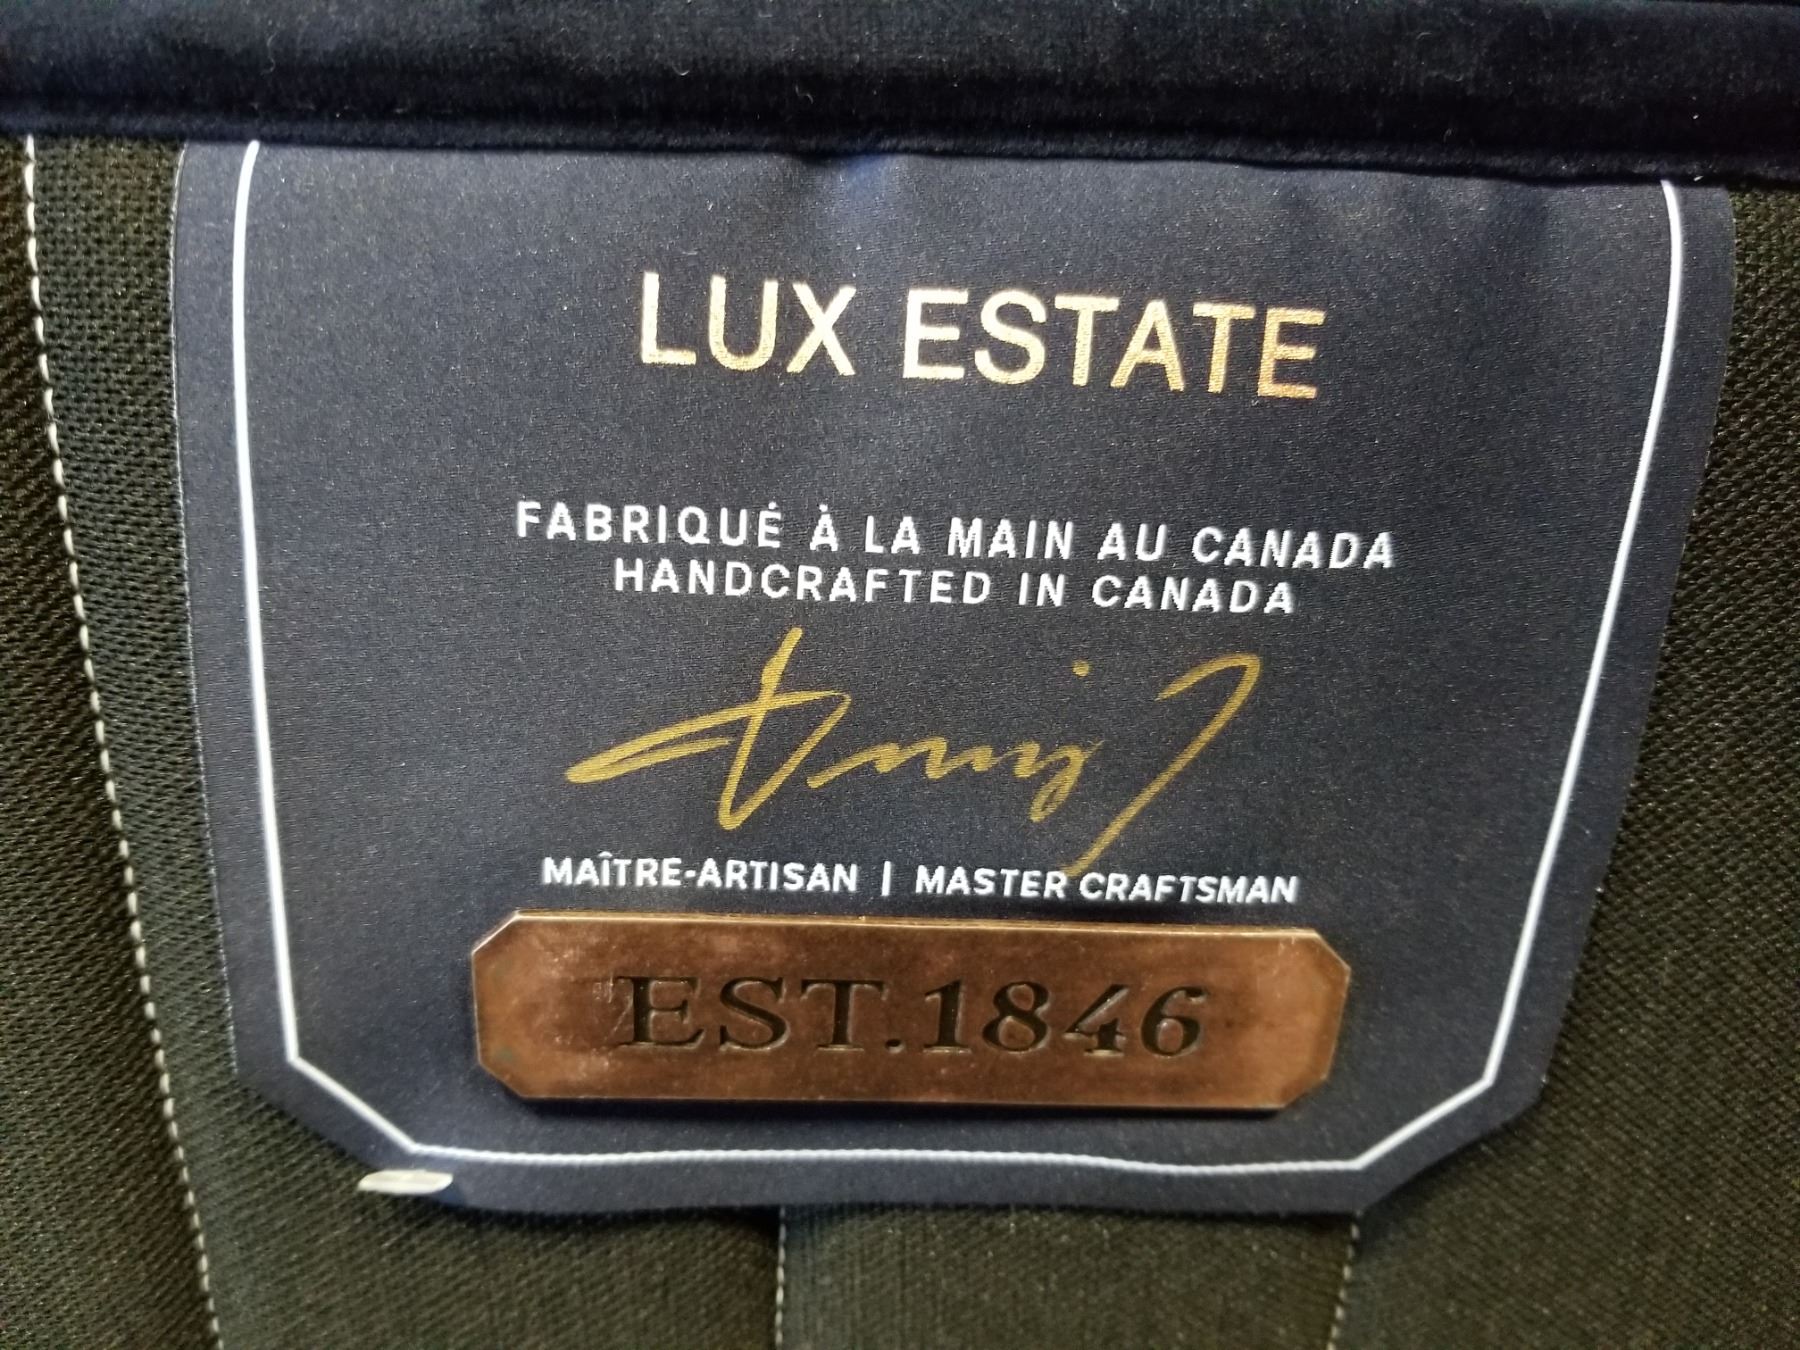 LUX ESTATE
FABRIQUÉ À LA MAIN AU CANADA
HANDCRAFTED IN CANADA
MAÎTRE-ARTISAN | MASTER CRAFTSMAN
EST.1846